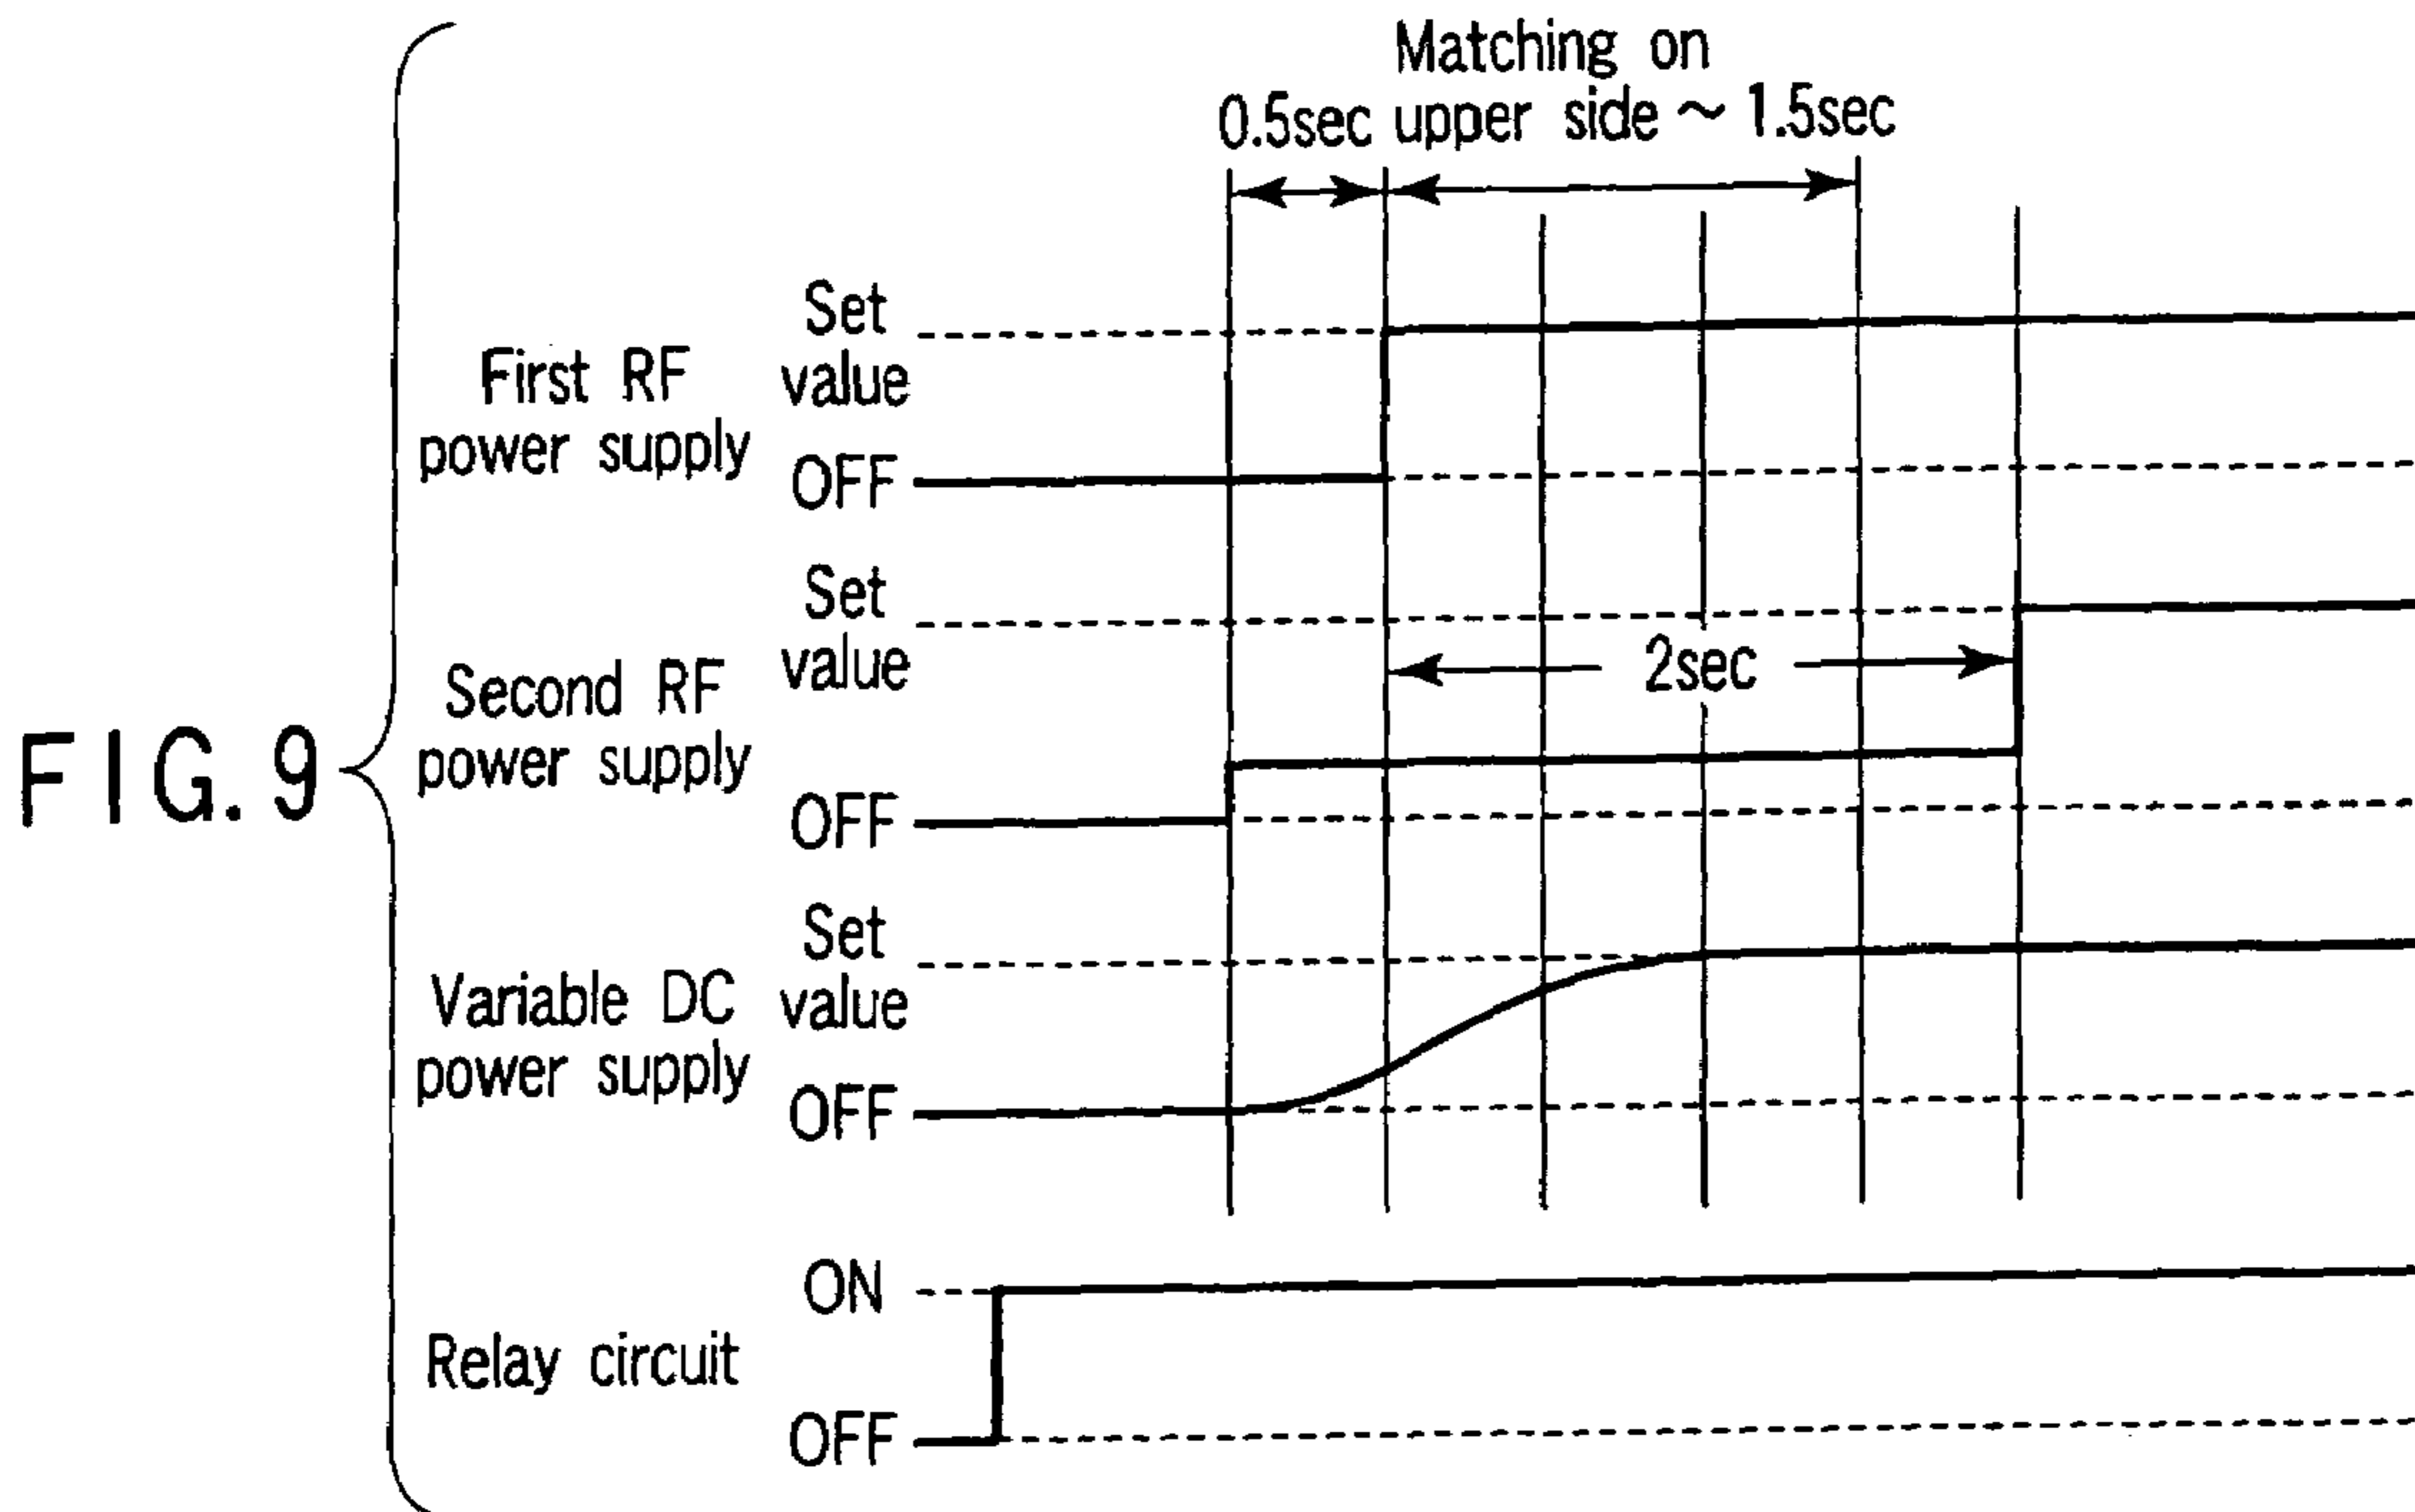 FIG. 9
Matching on
0.5sec upper side ~ 1.5sec
First RF
power supply
Set
value
OFF
Second RF
power supply
Set
value
OFF
2sec
Variable DC
power supply
Set
value
OFF
Relay circuit
ON
OFF